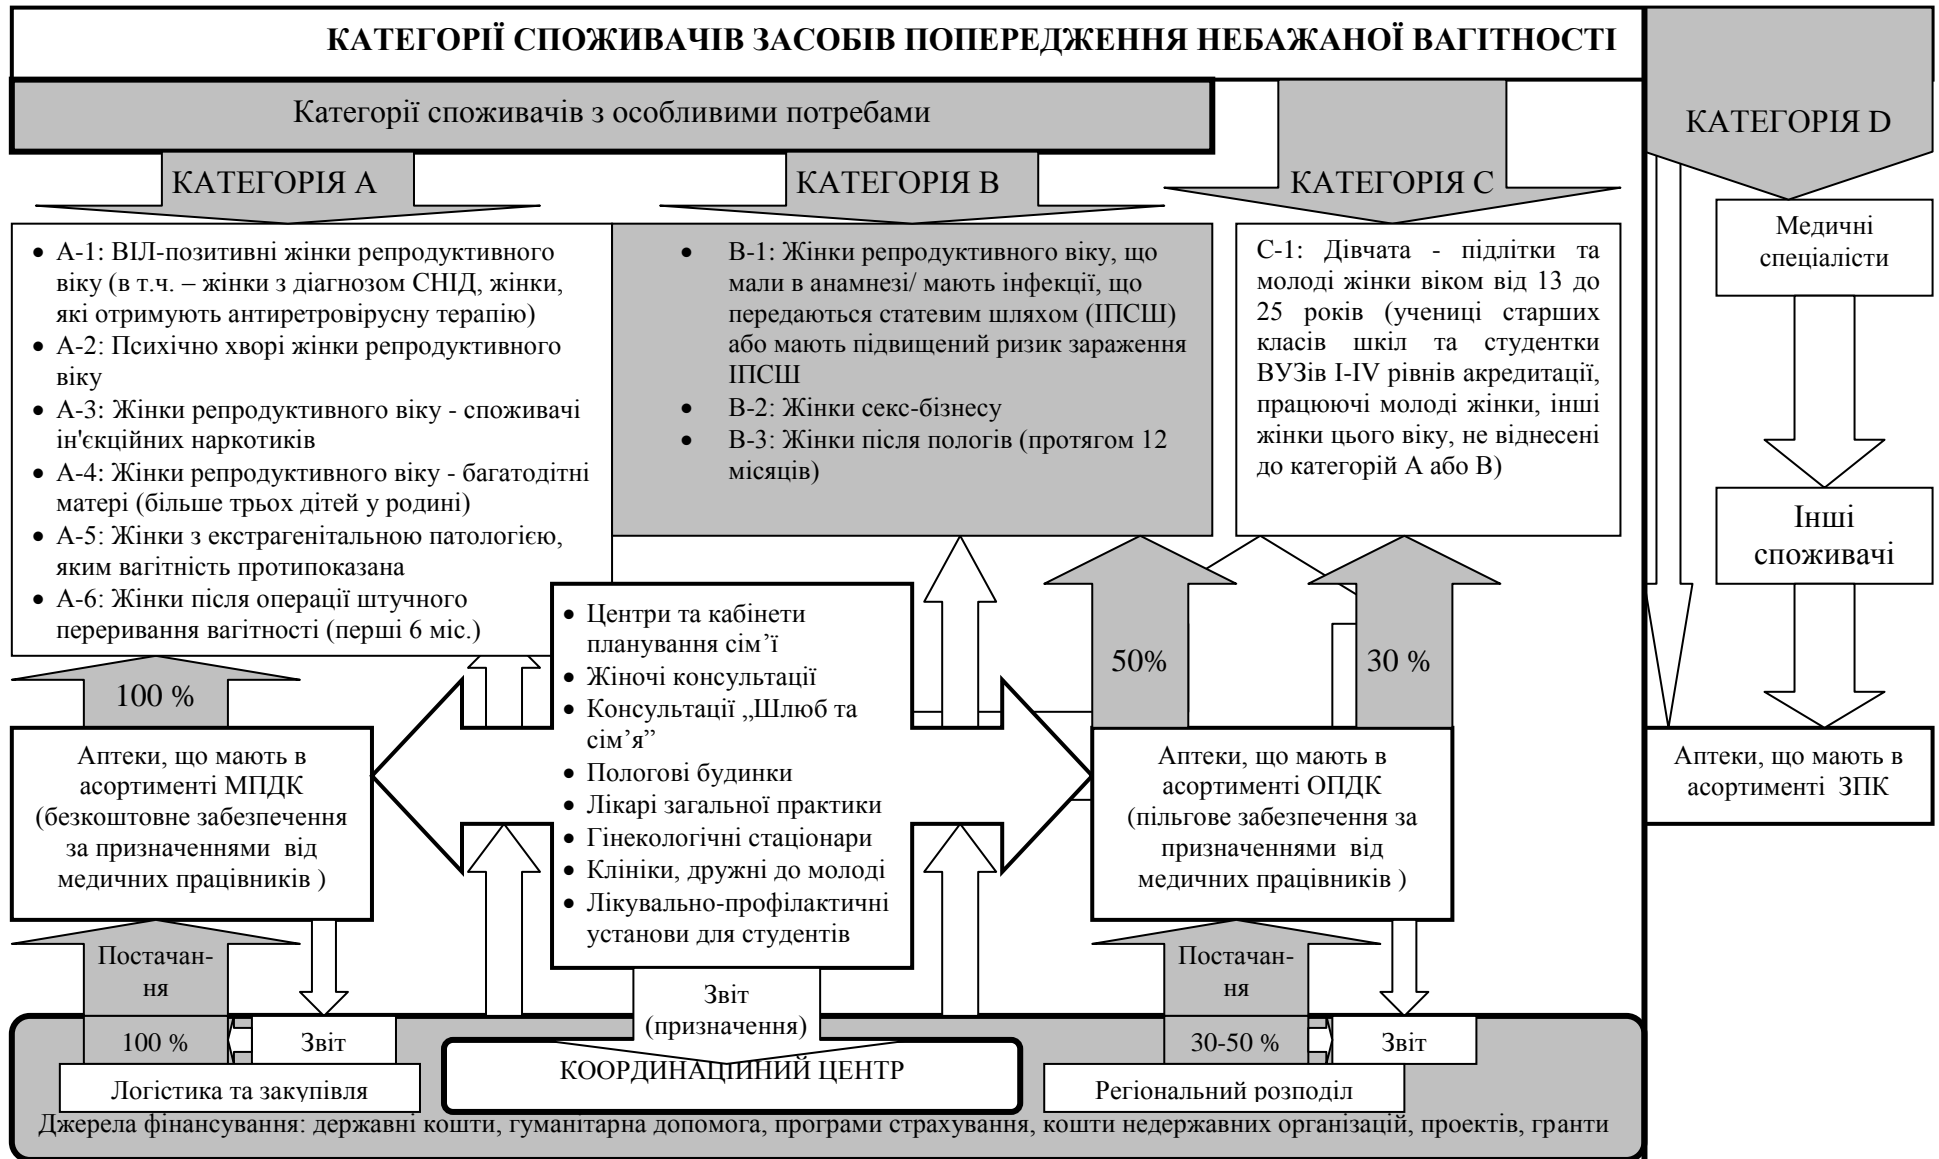 КАТЕГОРІЇ СПОЖИВАЧІВ ЗАСОБІВ ПОПЕРЕДЖЕННЯ НЕБАЖАНОЇ ВАГІТНОСТІ
Категорії споживачів з особливими потребами
КАТЕГОРІЯ D
КАТЕГОРІЯ А
КАТЕГОРІЯ В
КАТЕГОРІЯ С
• А-1: ВІЛ-позитивні жінки репродуктивного
віку (в т.ч. – жінки з діагнозом СНІД, жінки,
які отримують антиретровірусну терапію)
• А-2: Психічно хворі жінки репродуктивного
віку
• А-3: Жінки репродуктивного віку - споживачі
ін'єкційних наркотиків
• А-4: Жінки репродуктивного віку - багатодітні
матері (більше трьох дітей у родині)
• А-5: Жінки з екстрагенітальною патологією,
яким вагітність протипоказана
• А-6: Жінки після операції штучного
переривання вагітності (перші 6 міс.)
• В-1: Жінки репродуктивного віку, що
мали в анамнезі/ мають інфекції, що
передаються статевим шляхом (ІПСШ)
або мають підвищений ризик зараження
ІПСШ
• В-2: Жінки секс-бізнесу
• В-3: Жінки після пологів (протягом 12
місяців)
С-1: Дівчата - підлітки та
молоді жінки віком від 13 до
25 років (учениці старших
класів шкіл та студентки
ВУЗів I-IV рівнів акредитації,
працюючі молоді жінки, інші
жінки цього віку, не віднесені
до категорій А або В)
Медичні
спеціалісти
Інші
споживачі
• Центри та кабінети
планування сім’ї
• Жіночі консультації
• Консультації „Шлюб та
сім’я”
• Пологові будинки
• Лікарі загальної практики
• Гінекологічні стаціонари
• Клініки, дружні до молоді
• Лікувально-профілактичні
установи для студентів
100 %
50%
30 %
Аптеки, що мають в
асортименті МПДК
(безкоштовне забезпечення
за призначеннями від
медичних працівників )
Аптеки, що мають в
асортименті ОПДК
(пільгове забезпечення за
призначеннями від
медичних працівників )
Аптеки, що мають в
асортименті ЗПК
Постачан-
ня
Звіт
(призначення)
Постачан-
ня
100 %
Звіт
30-50 %
Звіт
Логістика та закупівля
КООРДИНАЦІЙНИЙ ЦЕНТР
Регіональний розподіл
Джерела фінансування: державні кошти, гуманітарна допомога, програми страхування, кошти недержавних організацій, проектів, гранти